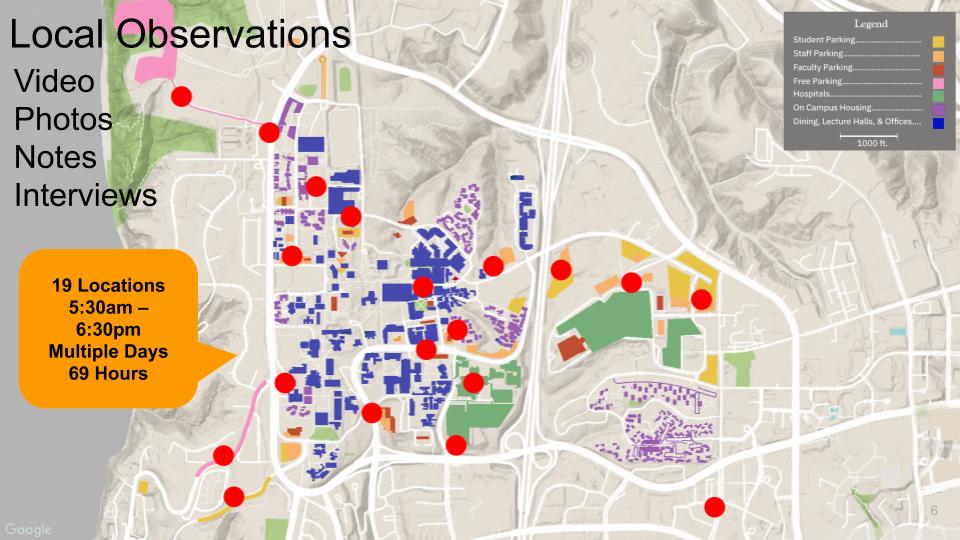 Local Observations
Video
Photos
Notes
Interviews
19 Locations
5:30am –
6:30pm
Multiple Days
69 Hours
Legend
Student Parking
Staff Parking
Faculty Parking
Free Parking
Hospitals
On Campus Housing
Dining, Lecture Halls, & Offices
1000 ft.
6
Google